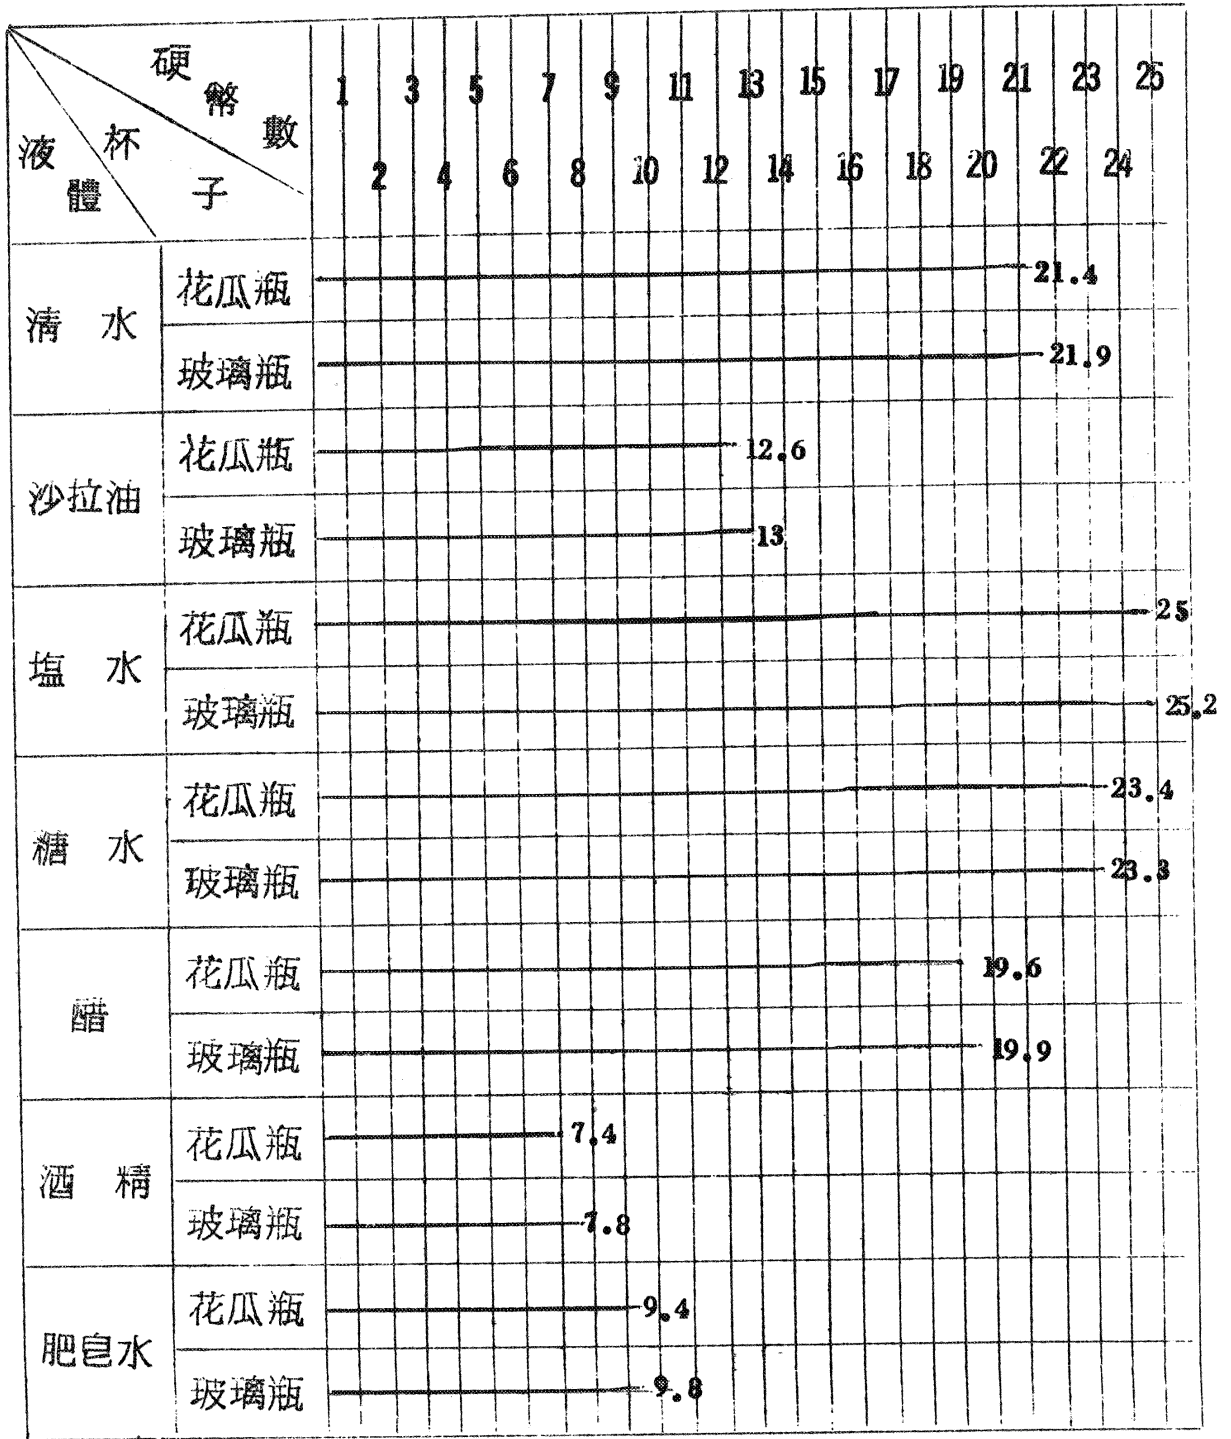 硬幣數
杯子
液體
1 3 5 7 9 11 13 15 17 19 21 23 25
2 4 6 8 10 12 14 16 18 20 22 24
清水
花瓜瓶 21.4
玻璃瓶 21.9
沙拉油
花瓜瓶 12.6
玻璃瓶 13
塩水
花瓜瓶 25
玻璃瓶 25.2
糖水
花瓜瓶 23.4
玻璃瓶 23.3
醋
花瓜瓶 19.6
玻璃瓶 19.9
酒精
花瓜瓶 7.4
玻璃瓶 7.8
肥皂水
花瓜瓶 9.4
玻璃瓶 9.8